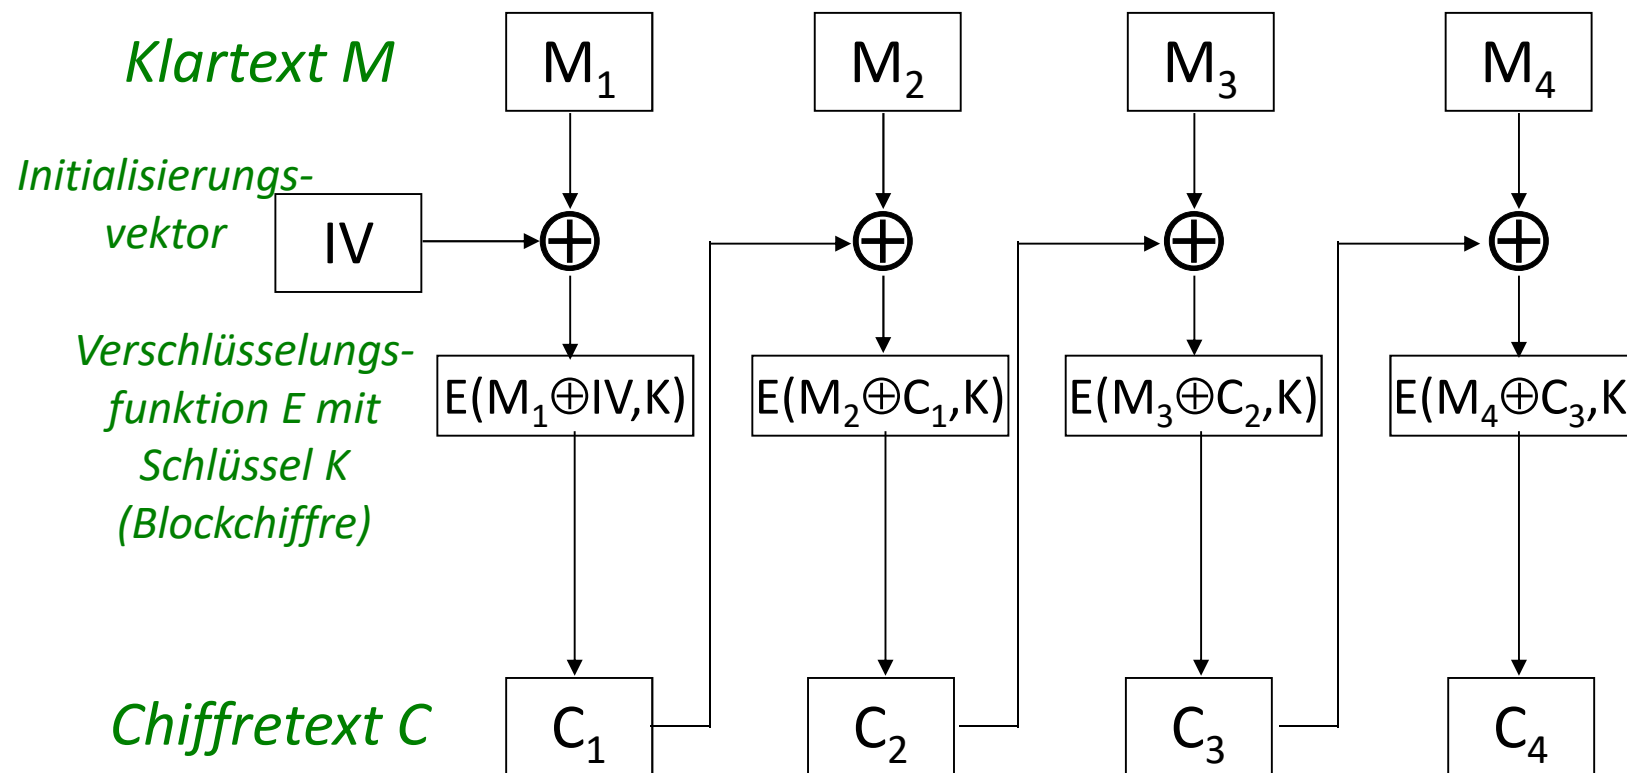 Klartext M
M₁
M₂
M₃
M₄
Initialisierungs-
vektor
IV
⊕
⊕
⊕
⊕
Verschlüsselungs-
funktion E mit
Schlüssel K
(Blockchiffre)
E(M₁⊕IV,K)
E(M₂⊕C₁,K)
E(M₃⊕C₂,K)
E(M₄⊕C₃,K
Chiffretext C
C₁
C₂
C₃
C₄